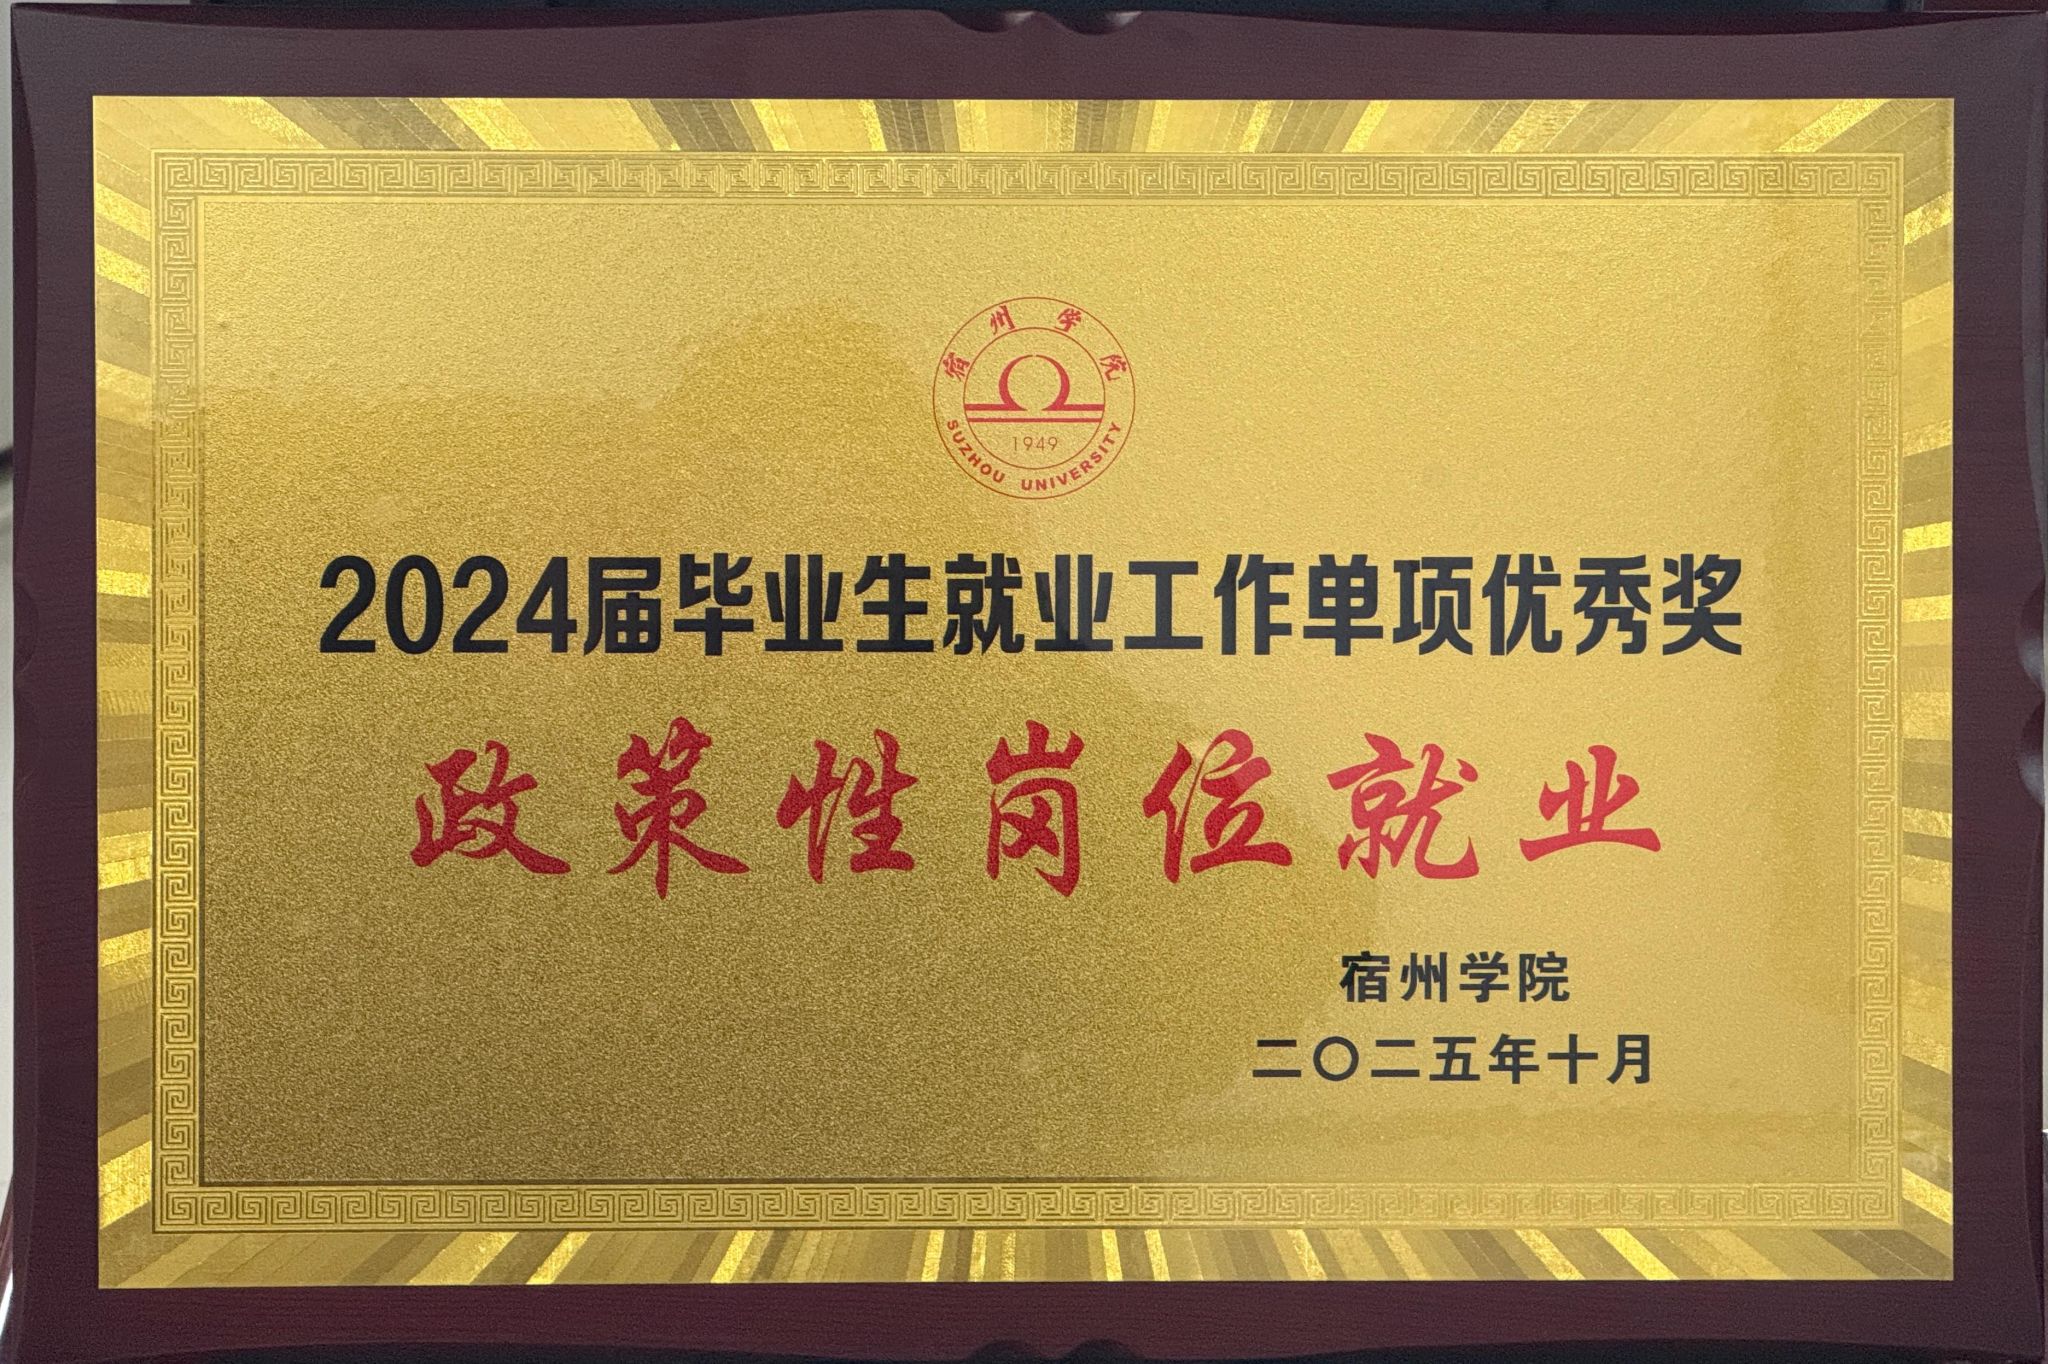 宿州学院
1949
SUZHOU UNIVERSITY
2024届毕业生就业工作单项优秀奖
政策性岗位就业
宿州学院
二〇二五年十月